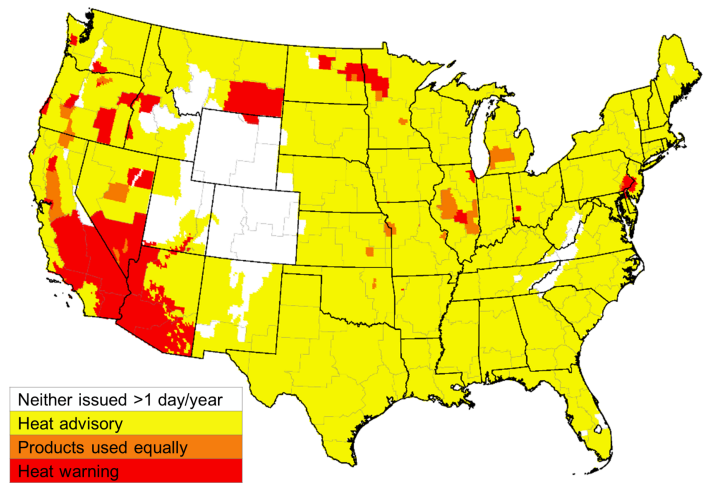 Neither issued >1 day/year
Heat advisory
Products used equally
Heat warning